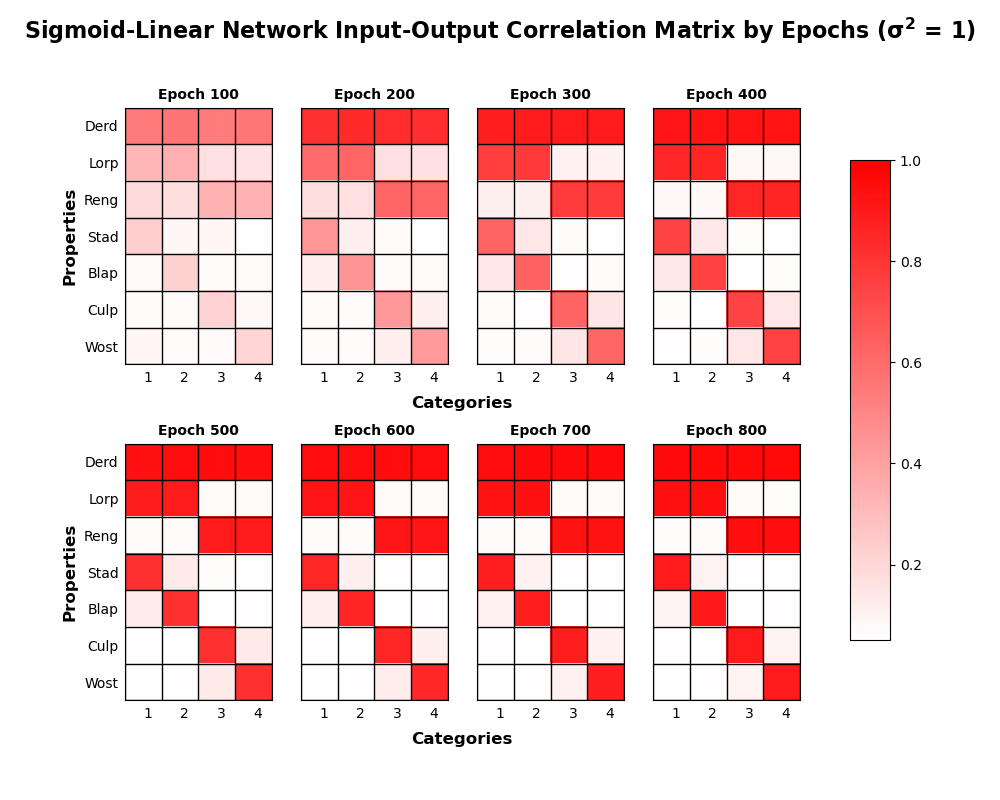 Sigmoid-Linear Network Input-Output Correlation Matrix by Epochs (σ² = 1)
Epoch 100 Epoch 200 Epoch 300 Epoch 400
Derd
Lorp
Reng
Stad
Blap
Culp
Wost
Properties
1 2 3 4 1 2 3 4 1 2 3 4 1 2 3 4
Categories
Epoch 500 Epoch 600 Epoch 700 Epoch 800
Derd
Lorp
Reng
Stad
Blap
Culp
Wost
Properties
1 2 3 4 1 2 3 4 1 2 3 4 1 2 3 4
Categories
1.0
0.8
0.6
0.4
0.2